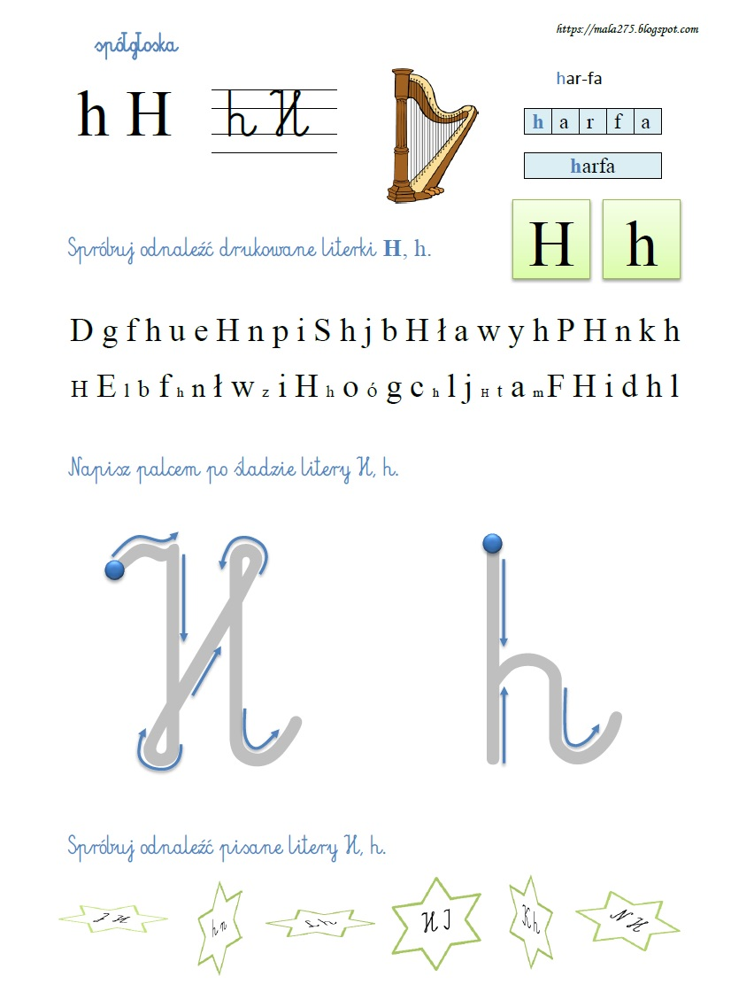 https://mala275.blogspot.com
spółgłoska
h H h H
har-fa
h a r f a
harfa
H h
Spróbuj odnaleźć drukowane literki H, h.
D g f h u e H n p i S h j b H ł a w y h P H n k h
H E l b f h n ł w z i H h o ó g c h l j H t a m F H i d h l
Napisz palcem po śladzie litery H, h.
H h
Spróbuj odnaleźć pisane litery H, h.
I H h n S h H I K h N H